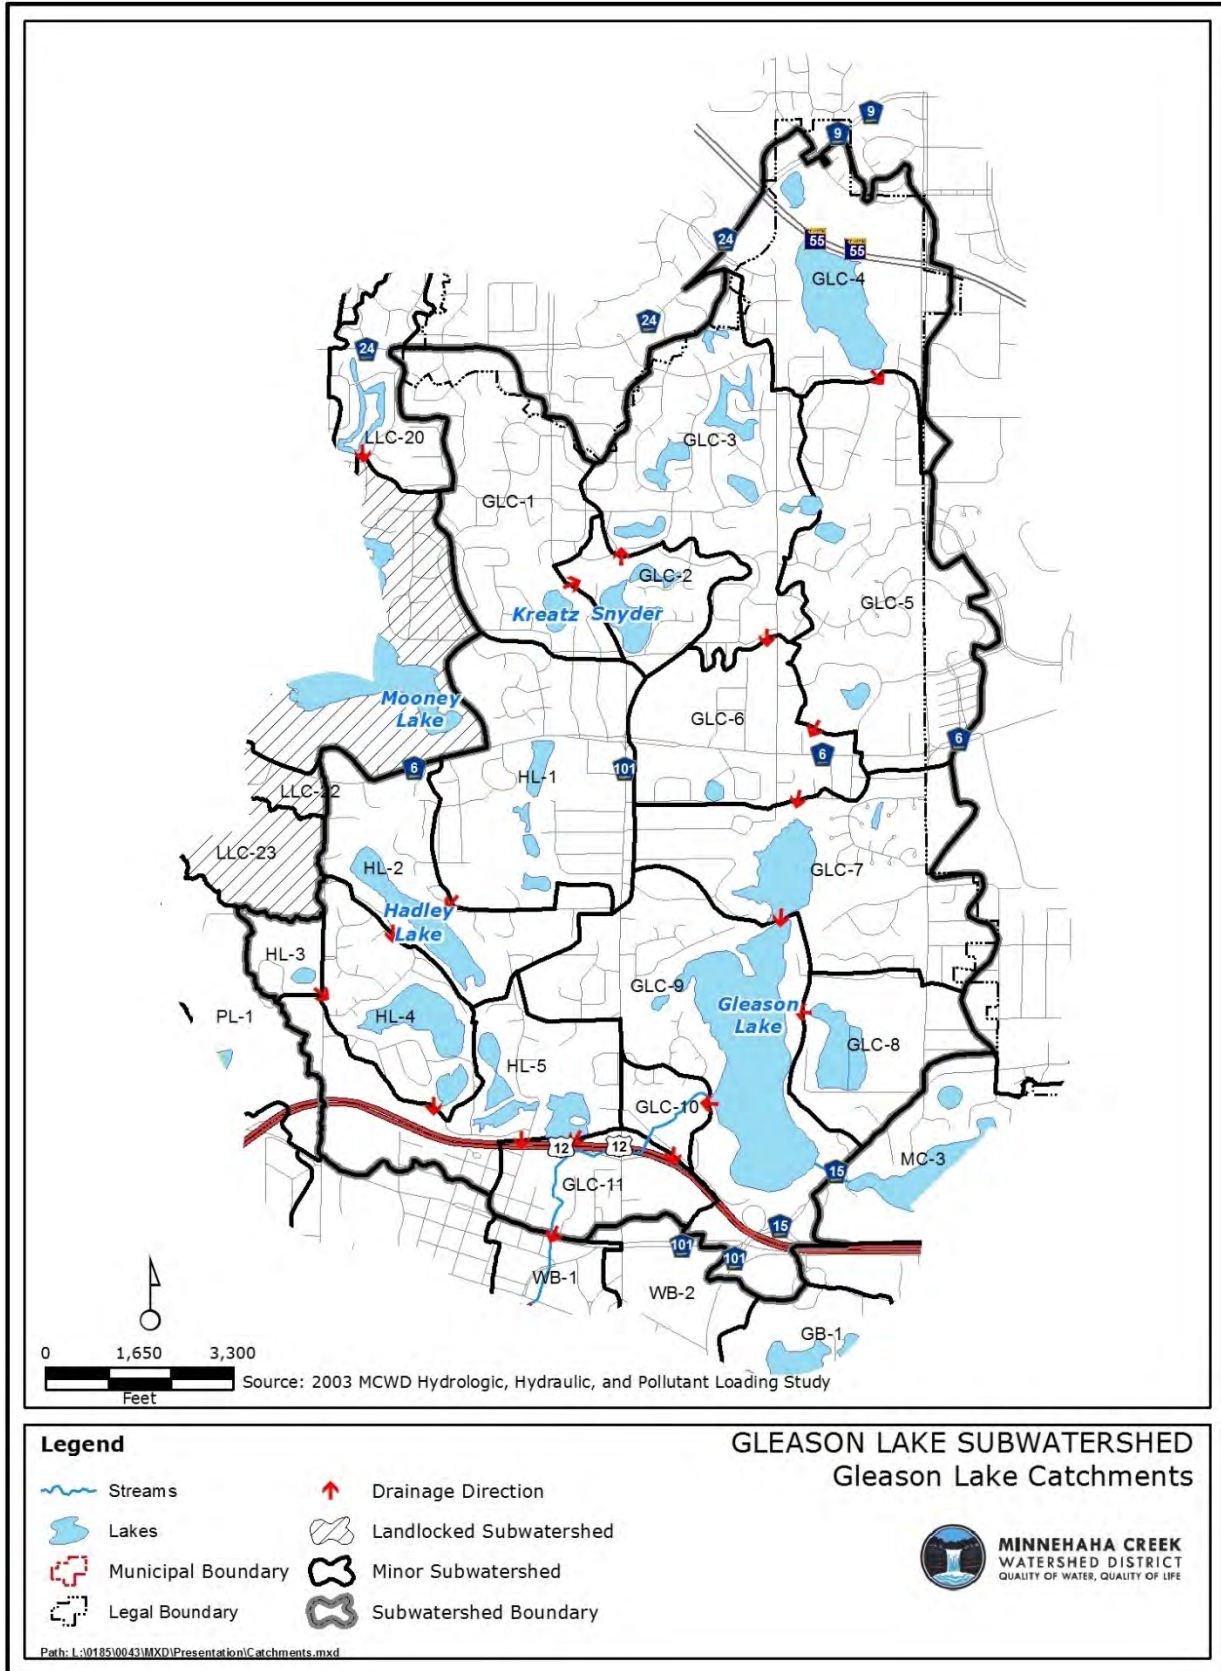 9
9
24
55
55
GLC-4
24
24
LLC-20
GLC-3
GLC-1
GLC-2
GLC-5
Kreatz
Snyder
Mooney
Lake
GLC-6
6
6
6
101
HL-1
LLC-22
LLC-23
HL-2
GLC-7
Hadley
Lake
HL-3
GLC-9
Gleason
Lake
PL-1
HL-4
GLC-8
HL-5
GLC-10
12
12
MC-3
15
GLC-11
15
101
101
WB-1
WB-2
GB-1
0 1,650 3,300
Feet
Source: 2003 MCWD Hydrologic, Hydraulic, and Pollutant Loading Study
Legend
Streams
Lakes
Municipal Boundary
Legal Boundary
Drainage Direction
Landlocked Subwatershed
Minor Subwatershed
Subwatershed Boundary
GLEASON LAKE SUBWATERSHED
Gleason Lake Catchments
MINNEHAHA CREEK
WATERSHED DISTRICT
QUALITY OF WATER, QUALITY OF LIFE
Path: L:\0185\0043\MXD\Presentation\Catchments.mxd